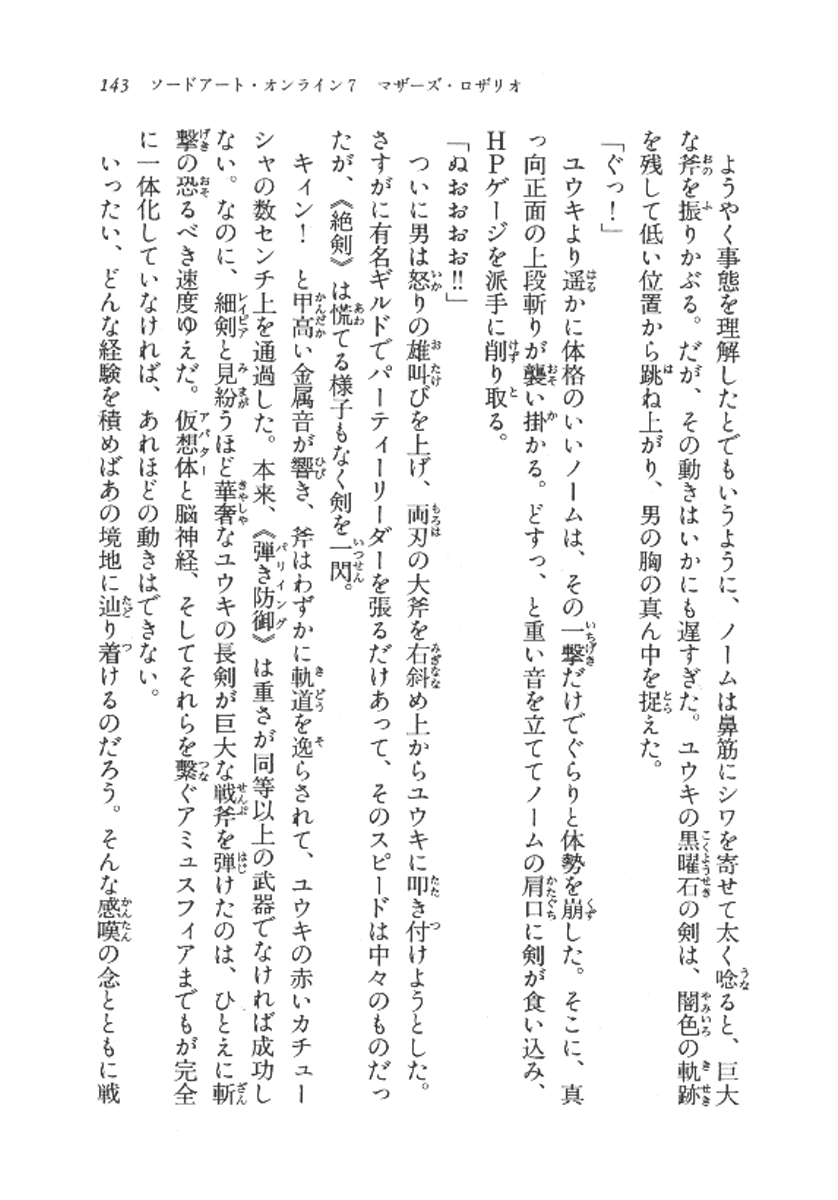 143　ソードアート・オンライン7　マザーズ・ロザリオ
　ようやく事態を理解したとでもいうように、ノームは鼻筋にシワを寄せて太く唸ると、巨大
な斧を振りかぶる。だが、その動きはいかにも遅すぎた。ユウキの黒曜石の剣は、闇色の軌跡
を残して低い位置から跳ね上がり、男の胸の真ん中を捉えた。
「ぐっ！」
　ユウキより遥かに体格のいいノームは、その一撃だけでぐらりと体勢を崩した。そこに、真
っ向正面の上段斬りが襲い掛かる。どすっ、と重い音を立ててノームの肩口に剣が食い込み、
ＨＰゲージを派手に削り取る。
「ぬぉおぉお‼」
　ついに男は怒りの雄叫びを上げ、両刃の大斧を右斜め上からユウキに叩き付けようとした。
さすがに有名ギルドでパーティーリーダーを張るだけあって、そのスピードは中々のものだっ
たが、《絶剣》は慌てる様子もなく剣を一閃。
　キィン！　と甲高い金属音が響き、斧はわずかに軌道を逸らされて、ユウキの赤いカチュー
シャの数センチ上を通過した。本来、《弾き防御》は重さが同等以上の武器でなければ成功し
ない。なのに、細剣と見紛うほど華奢なユウキの長剣が巨大な戦斧を弾けたのは、ひとえに斬
撃の恐るべき速度ゆえだ。仮想体と脳神経、そしてそれらを繋ぐアミュスフィアまでもが完全
に一体化していなければ、あれほどの動きはできない。
　いったい、どんな経験を積めばあの境地に辿り着けるのだろう。そんな感嘆の念とともに戦